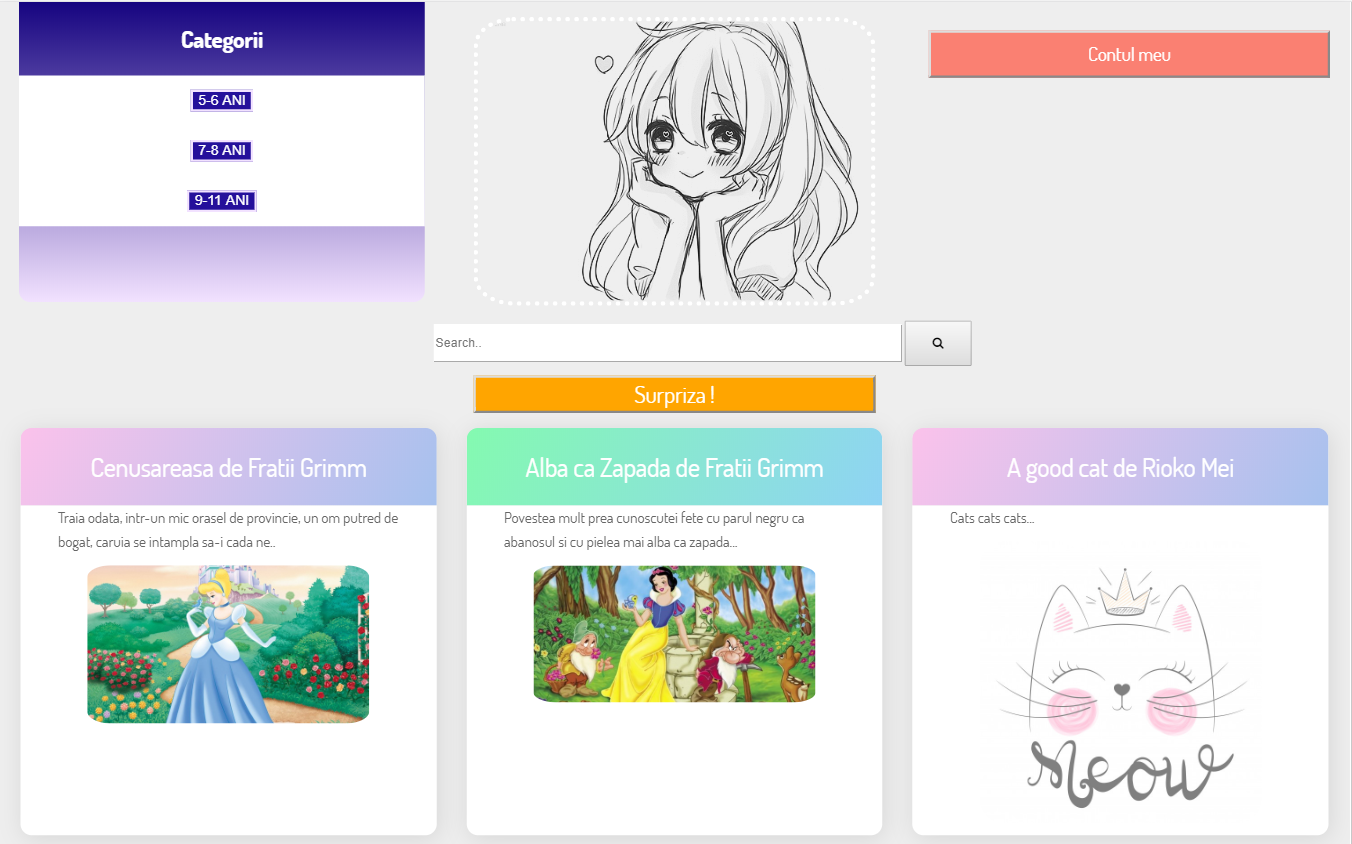 Categorii
5-6 ANI
7-8 ANI
9-11 ANI
Contul meu
Search..
Surpriza !
Cenusareasa de Fratii Grimm
Traia odata, intr-un mic orasel de provincie, un om putred de
bogat, caruia se intampla sa-i cada ne..
Alba ca Zapada de Fratii Grimm
Povestea mult prea cunoscutei fete cu parul negru ca
abanosul si cu pielea mai alba ca zapada...
A good cat de Rioko Mei
Cats cats cats...
Meow